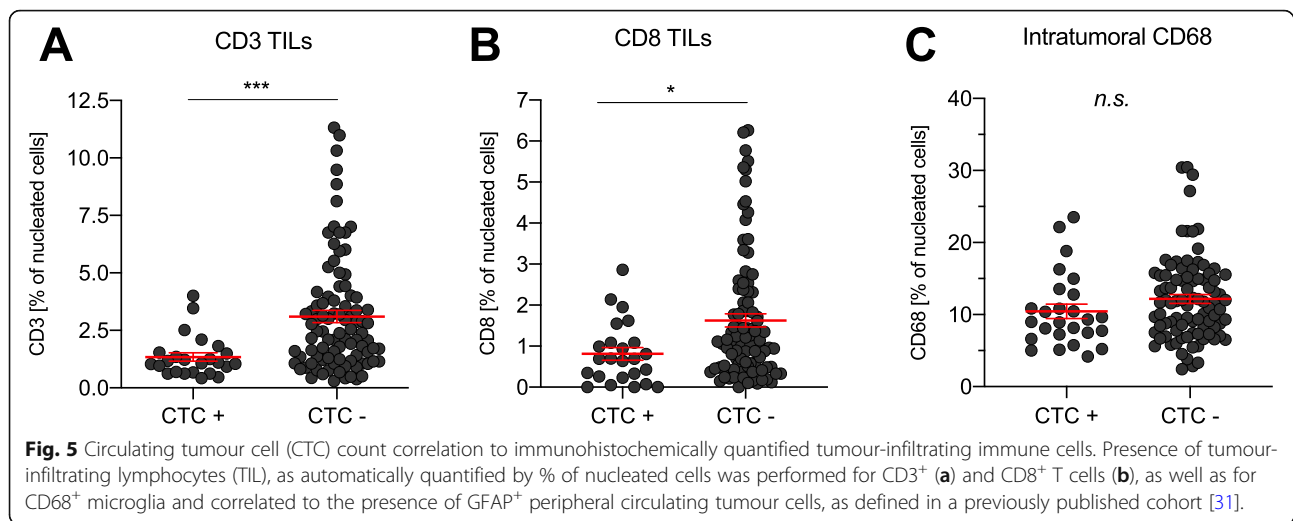 A
CD3 TILs
***
CD3 [% of nucleated cells]
12.5
10.0
7.5
5.0
2.5
0.0
CTC +
CTC -
B
CD8 TILs
*
CD8 [% of nucleated cells]
7
6
5
4
3
2
1
0
CTC +
CTC -
C
Intratumoral CD68
n.s.
CD68 [% of nucleated cells]
40
30
20
10
0
CTC +
CTC -
Fig. 5 Circulating tumour cell (CTC) count correlation to immunohistochemically quantified tumour-infiltrating immune cells. Presence of tumour-
infiltrating lymphocytes (TIL), as automatically quantified by % of nucleated cells was performed for CD3⁺ (a) and CD8⁺ T cells (b), as well as for
CD68⁺ microglia and correlated to the presence of GFAP⁺ peripheral circulating tumour cells, as defined in a previously published cohort [31].